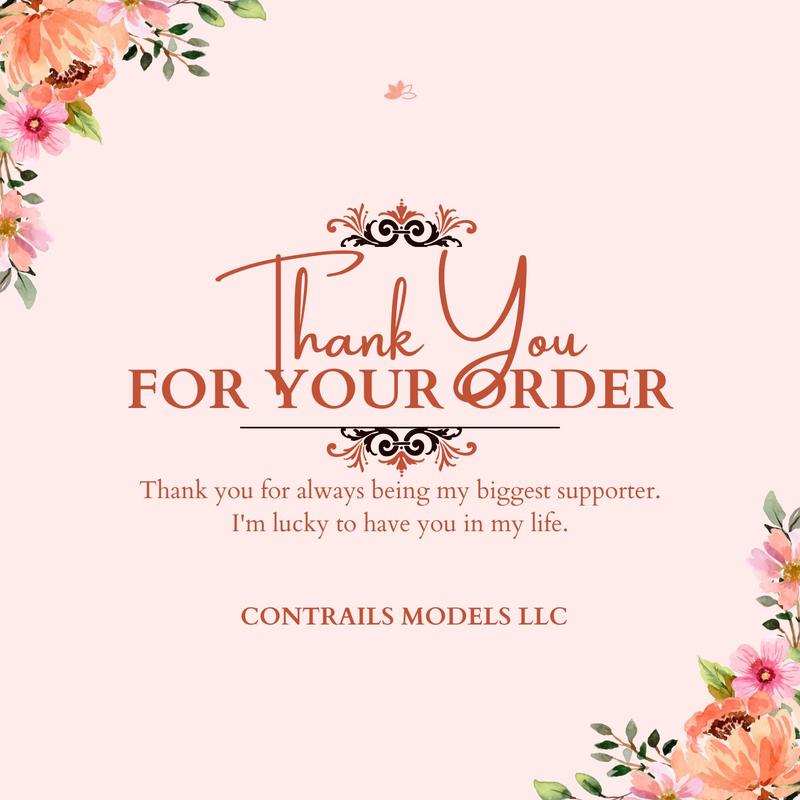 Thank You
FOR YOUR ORDER
Thank you for always being my biggest supporter.
I'm lucky to have you in my life.
CONTRAILS MODELS LLC